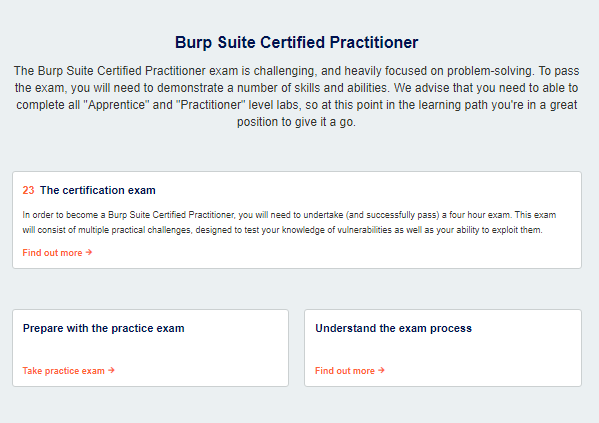 Burp Suite Certified Practitioner
The Burp Suite Certified Practitioner exam is challenging, and heavily focused on problem-solving. To pass
the exam, you will need to demonstrate a number of skills and abilities. We advise that you need to able to
complete all "Apprentice" and "Practitioner" level labs, so at this point in the learning path you're in a great
position to give it a go.
23 The certification exam
In order to become a Burp Suite Certified Practitioner, you will need to undertake (and successfully pass) a four hour exam. This exam
will consist of multiple practical challenges, designed to test your knowledge of vulnerabilities as well as your ability to exploit them.
Find out more →
Prepare with the practice exam
Take practice exam →
Understand the exam process
Find out more →